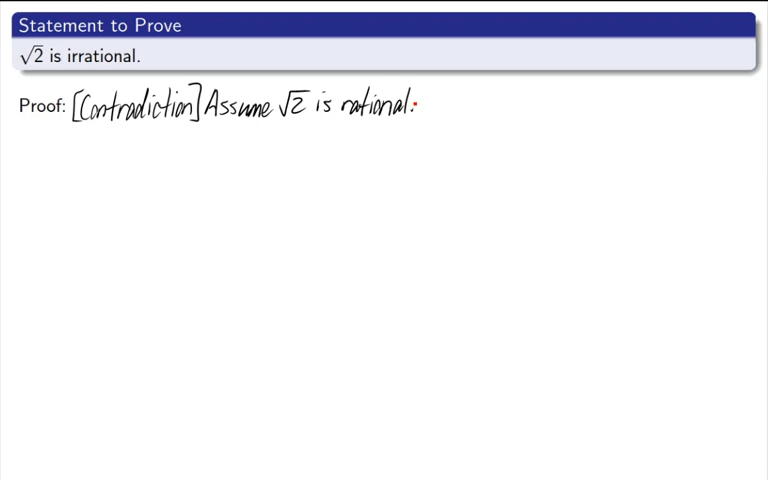 Statement to Prove
√2 is irrational.
Proof: [Contradiction] Assume √2 is rational.